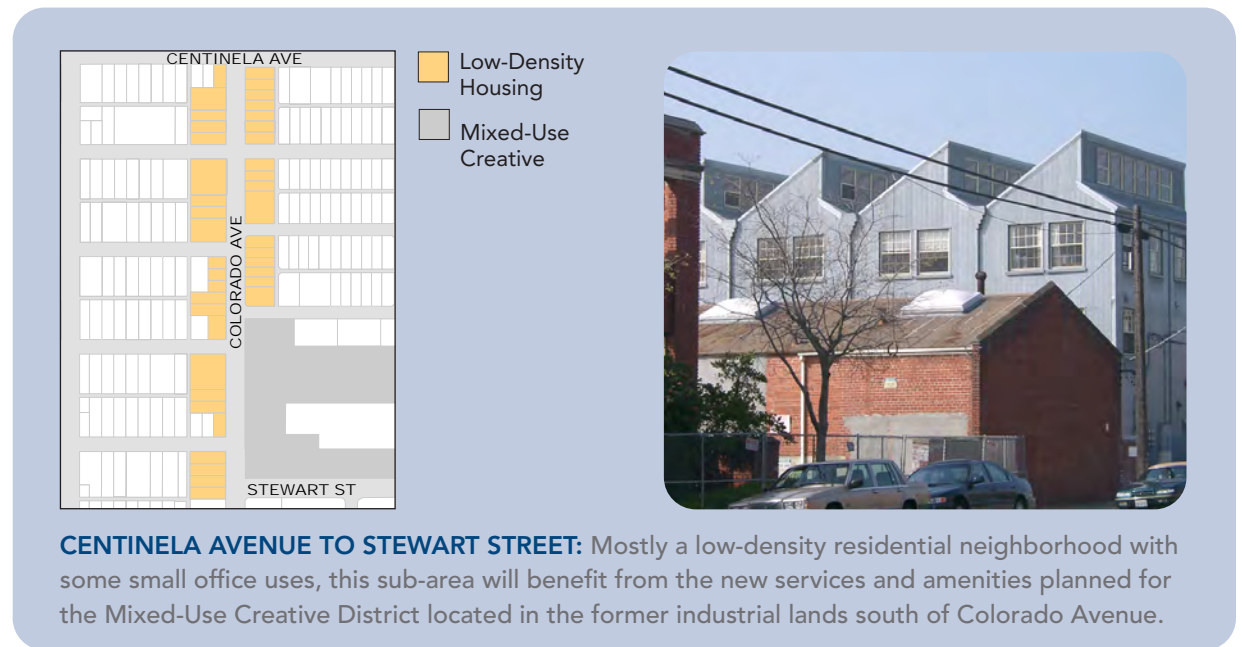 CENTINELA AVE
COLORADO AVE
STEWART ST
Low-Density
Housing
Mixed-Use
Creative
CENTINELA AVENUE TO STEWART STREET: Mostly a low-density residential neighborhood with
some small office uses, this sub-area will benefit from the new services and amenities planned for
the Mixed-Use Creative District located in the former industrial lands south of Colorado Avenue.